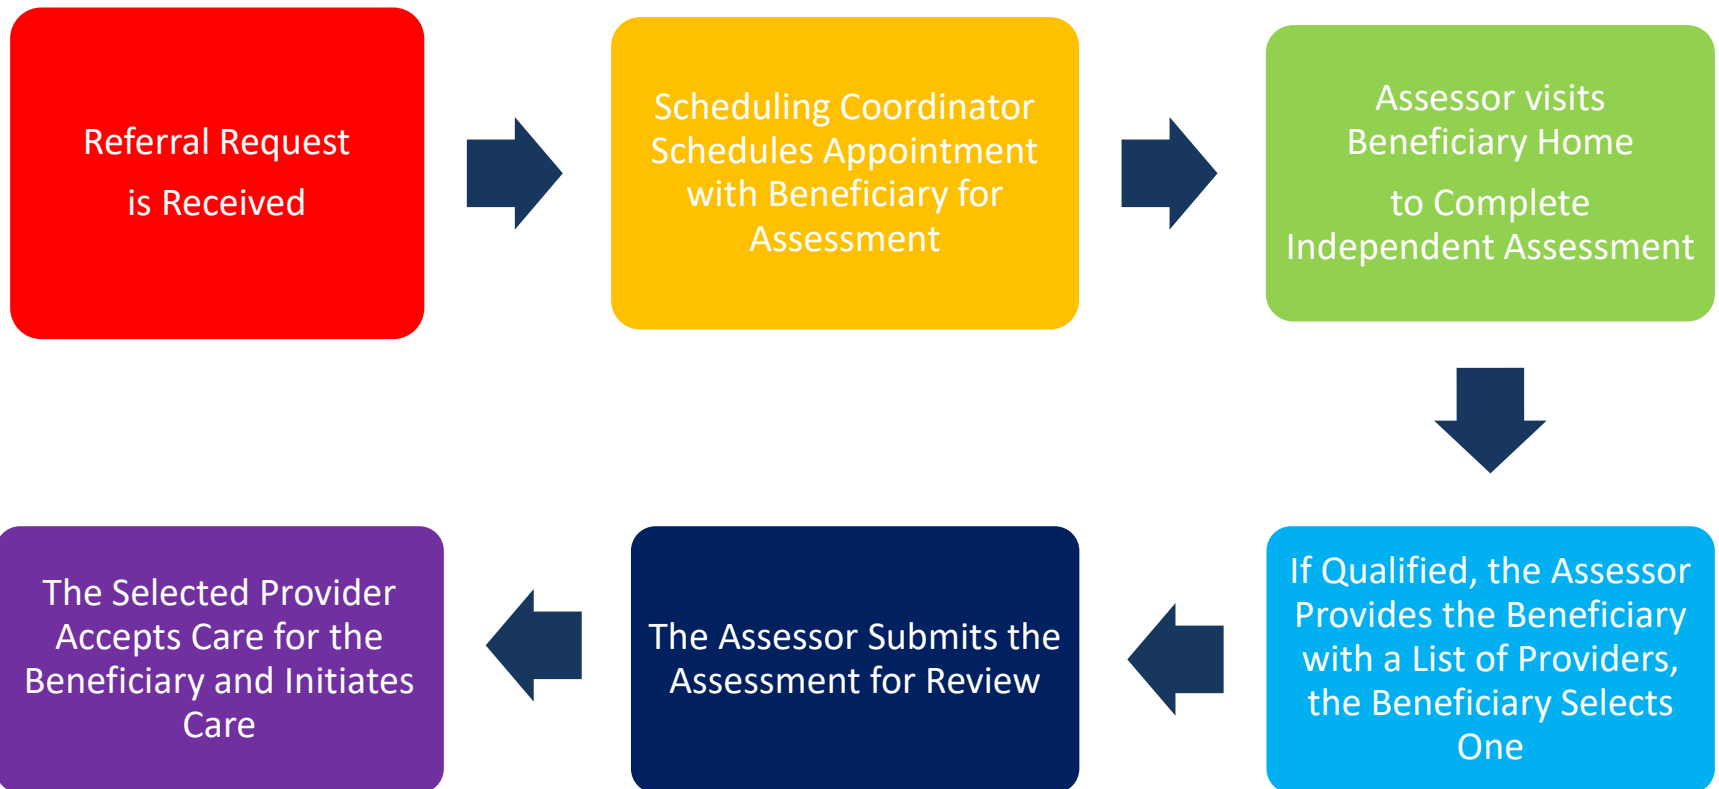 Referral Request
is Received
Scheduling Coordinator
Schedules Appointment
with Beneficiary for
Assessment
Assessor visits
Beneficiary Home
to Complete
Independent Assessment
If Qualified, the Assessor
Provides the Beneficiary
with a List of Providers,
the Beneficiary Selects
One
The Assessor Submits the
Assessment for Review
The Selected Provider
Accepts Care for the
Beneficiary and Initiates
Care